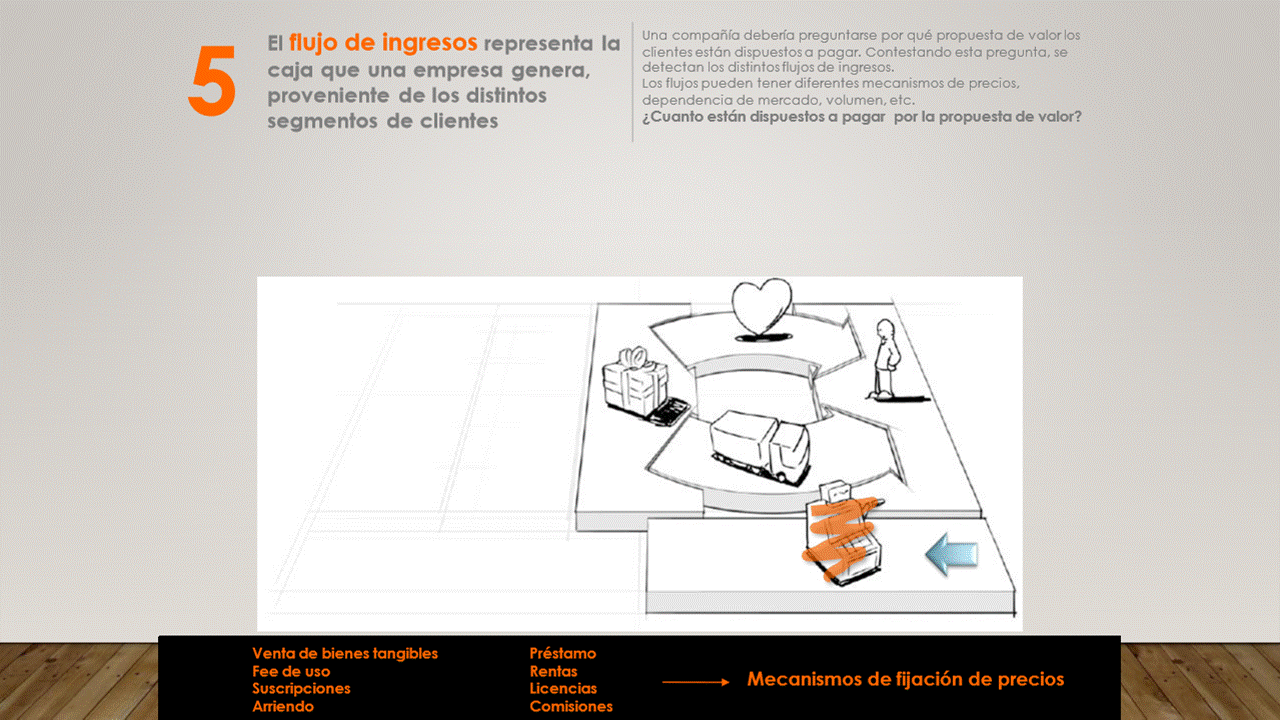 5
El flujo de ingresos representa la
caja que una empresa genera,
proveniente de los distintos
segmentos de clientes
Una compañía debería preguntarse por qué propuesta de valor los
clientes están dispuestos a pagar. Contestando esta pregunta, se
detectan los distintos flujos de ingresos.
Los flujos pueden tener diferentes mecanismos de precios,
dependencia de mercado, volumen, etc.
¿Cuanto están dispuestos a pagar por la propuesta de valor?
Venta de bienes tangibles
Fee de uso
Suscripciones
Arriendo
Préstamo
Rentas
Licencias
Comisiones
Mecanismos de fijación de precios